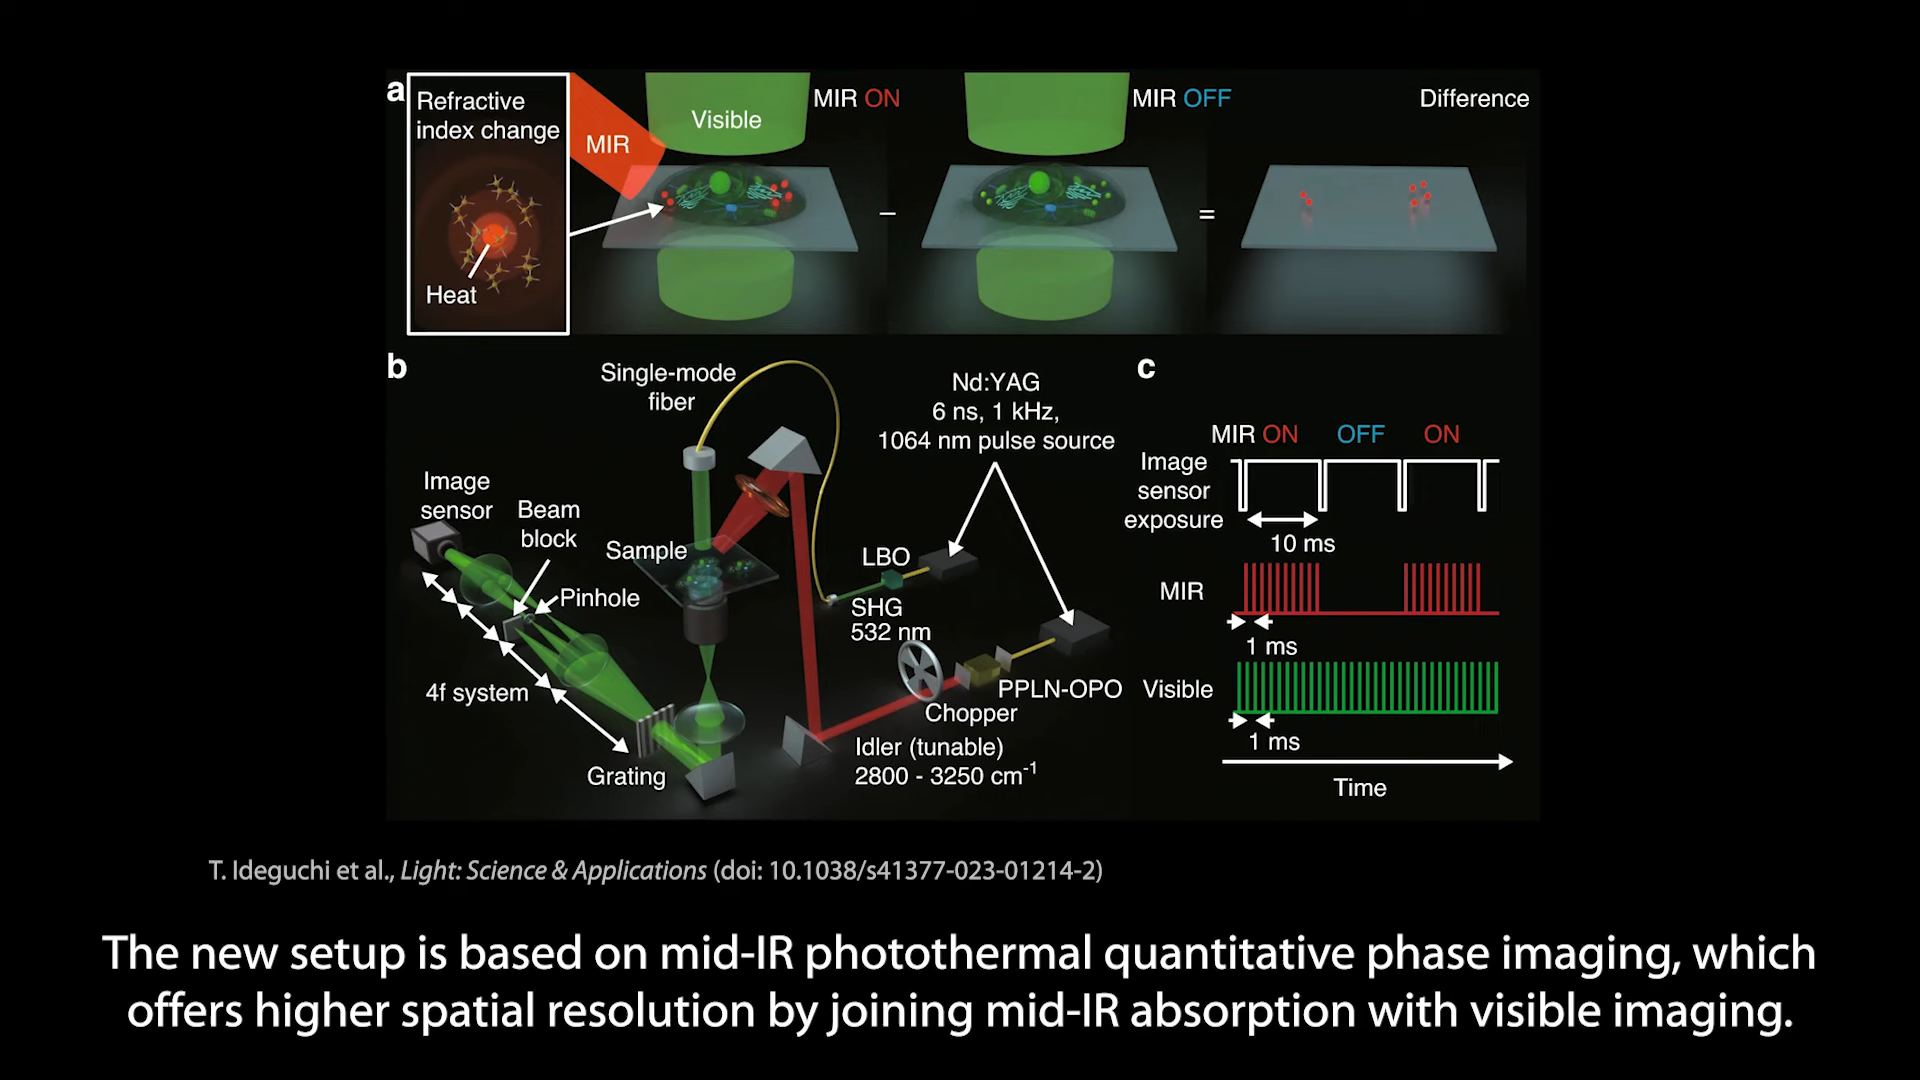 a
Refractive
index change
Heat
MIR
Visible
MIR ON
−
MIR OFF
=
Difference
b
Single-mode
fiber
Nd:YAG
6 ns, 1 kHz,
1064 nm pulse source
Image
sensor
Beam
block
Sample
Pinhole
LBO
SHG
532 nm
4f system
PPLN-OPO
Chopper
Grating
Idler (tunable)
2800 - 3250 cm⁻¹
c
MIR ON OFF ON
Image
sensor
exposure
10 ms
MIR
1 ms
Visible
1 ms
Time
T. Ideguchi et al., Light: Science & Applications (doi: 10.1038/s41377-023-01214-2)
The new setup is based on mid-IR photothermal quantitative phase imaging, which
offers higher spatial resolution by joining mid-IR absorption with visible imaging.